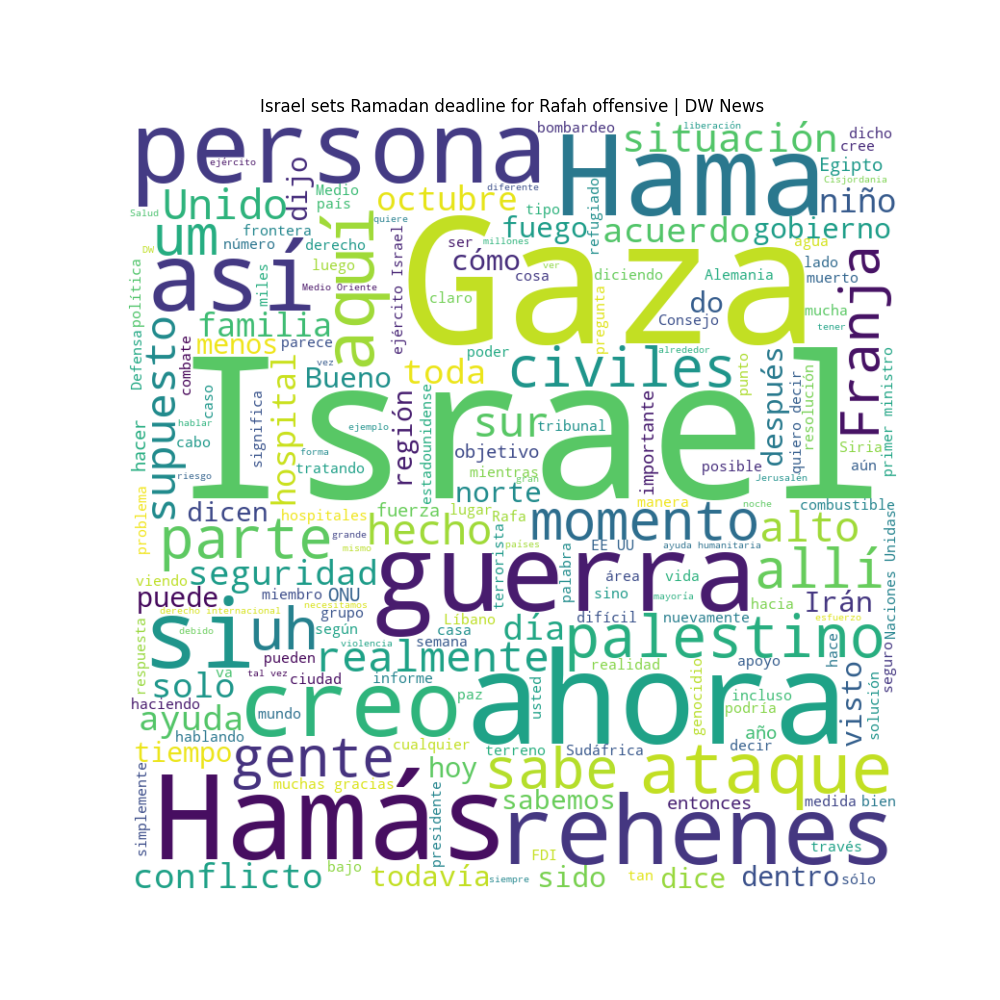 Israel sets Ramadan deadline for Rafah offensive | DW News
persona
ejército
bombardeo
liberación
situación
dicho
cree
Hama
Egipto
Cisjordania
niño
diferente
dijo
Medio
país
octubre
quiere
tipo
refugiado
Salud
Unido
um
frontera
número
derecho
DW
aquí
ejército Israel
ser
millones
fuego
acuerdo
gobierno
agua
cómo
ver
así
miles
luego
Medio Oriente
Gaza
cosa
diciendo
Alemania
lado
muerto
claro
pregunta
do
Consejo
mucha
tener
Franja
política
Defensa
familia
menos
parece
combate
supuesto
poder
alrededor
vez
Bueno
toda
civiles
punto
después
quiero decir
resolución
primer ministro
hacer
caso
hablar
cabo
significa
hospital
ejemplo
forma
tratando
región
estadounidense
sur
tribunal
objetivo
importante
posible
Siria
aún
Israel
riesgo
mientras
gran
Jerusalén
norte
manera
noche
combustible
dicen
hospitales
fuerza
lugar
Rafa
problema
parte
grande
mismo
hecho
países
terrorista
momento
EE UU
ayuda humanitaria
alto
Naciones Unidase
viendo
seguridad
guerra
palabra
área
vida
allí
sino
mayoría
hacia
puede
miembro
ONU
derecho internacional
necesitamos
grupo
Irán
esfuerzo
respuesta
si
debido
uh
según
violencia
Líbano
casa
semana
día
difícil
nuevamente
palestino
hace
seguro
pueden
realmente
va
tal vez
ciudad
informe
solo
realidad
apoyo
genocidio
visto
solución
haciendo
creo
paz
usted
ahora
incluso
podría
ayuda
mundo
año
hablando
tiempo
gente
cualquier
terreno
Sudáfrica
decir
simplemente
muchas gracias
hoy
sabe
ataque
presidente
sabemos
entonces
medida
bien
Hamás
rehenes
través
FDI
conflicto
bajo
todavía
siempre
sido
tan
dice
dentro
sólo